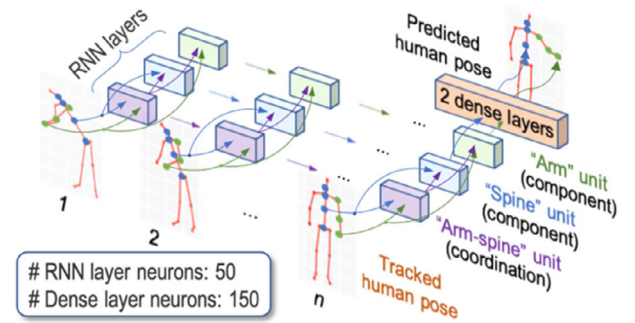 RNN layers
Predicted
human pose
2 dense layers
...
...
...
"Arm" unit
(component)
"Spine" unit
(component)
"Arm-spine" unit
(coordination)
1
2
n
Tracked
human pose
# RNN layer neurons: 50
# Dense layer neurons: 150